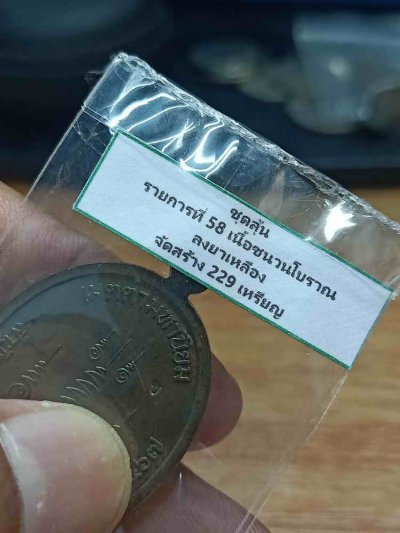 ชุดลุ้น
รายการที่ 58 เนื้อชนวนโบราณ
ลงยาเหลือง
จัดสร้าง 229 เหรียญ